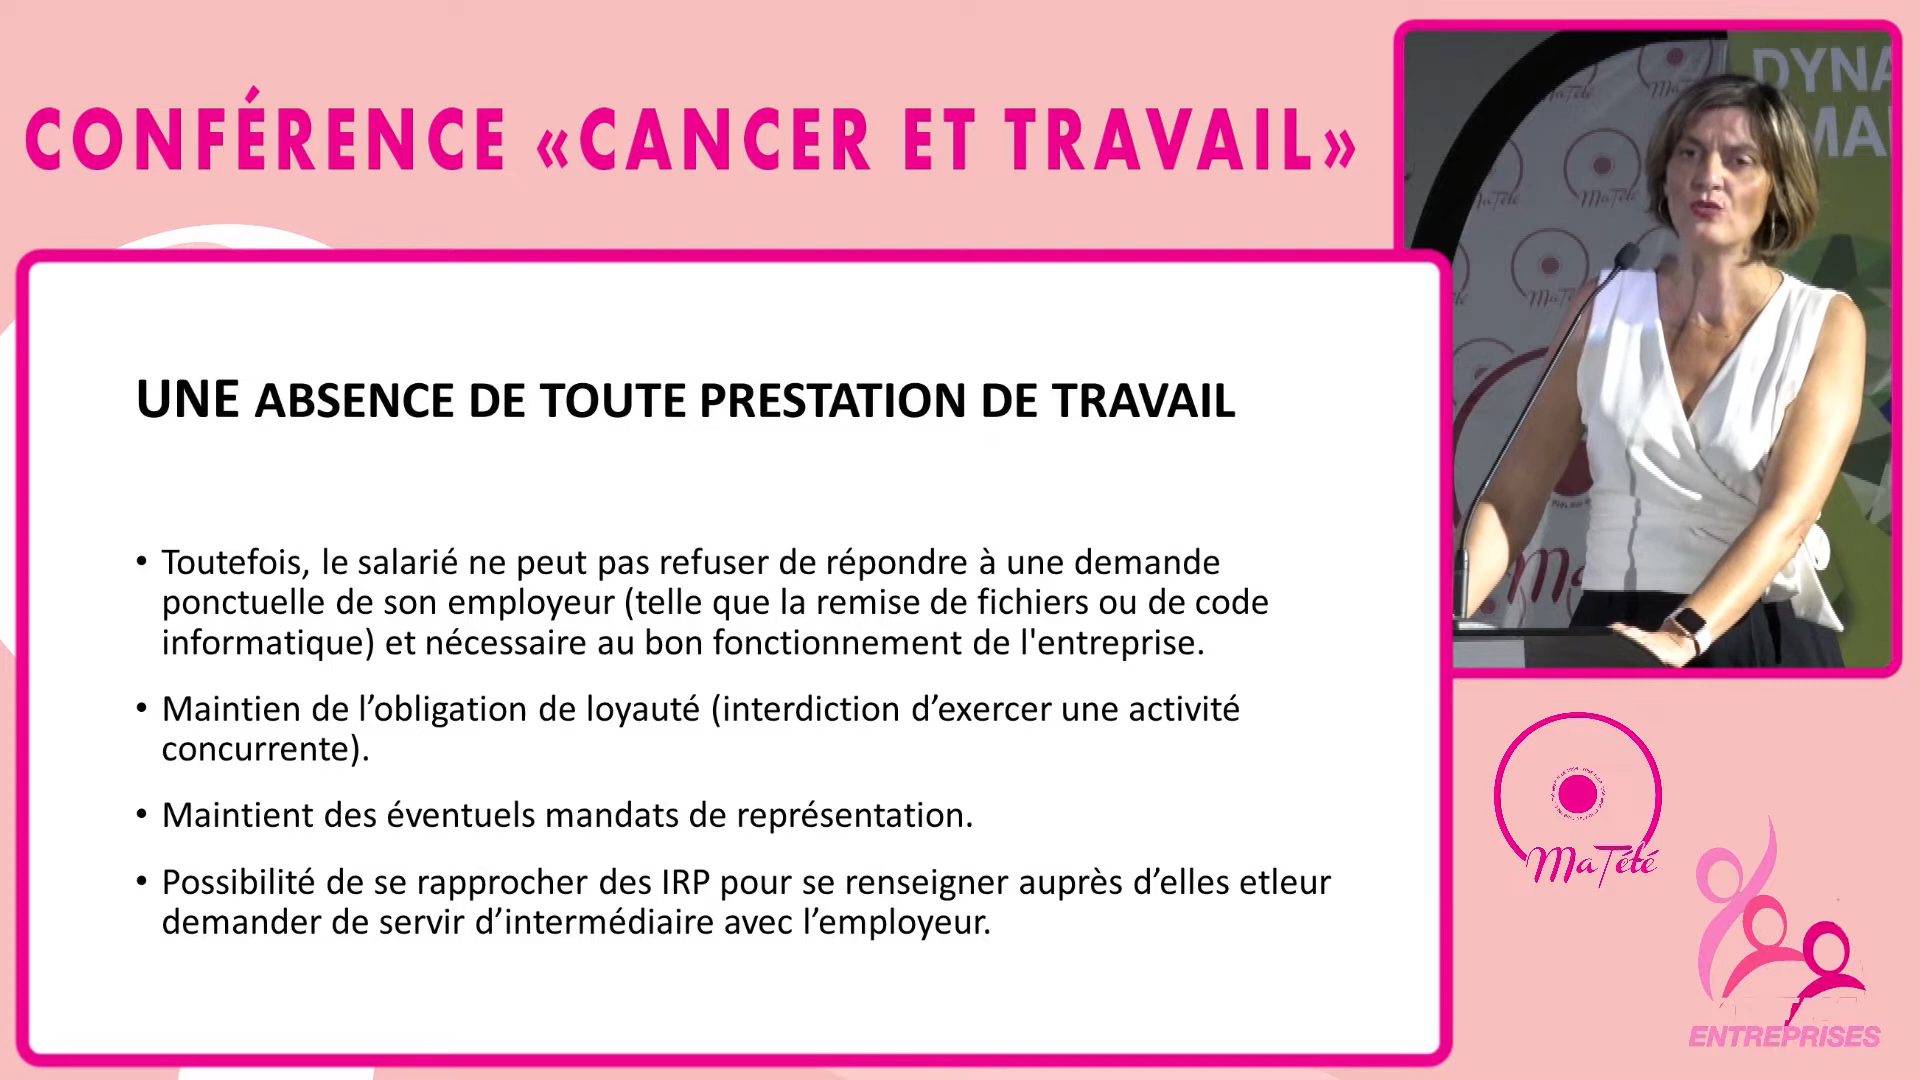 CONFÉRENCE «CANCER ET TRAVAIL»
DYNA
MA
MaTété
MaTété
UNE ABSENCE DE TOUTE PRESTATION DE TRAVAIL
• Toutefois, le salarié ne peut pas refuser de répondre à une demande
ponctuelle de son employeur (telle que la remise de fichiers ou de code
informatique) et nécessaire au bon fonctionnement de l'entreprise.
• Maintien de l’obligation de loyauté (interdiction d’exercer une activité
concurrente).
• Maintient des éventuels mandats de représentation.
• Possibilité de se rapprocher des IRP pour se renseigner auprès d’elles etleur
demander de servir d’intermédiaire avec l’employeur.
MaTété
ENTREPRISES